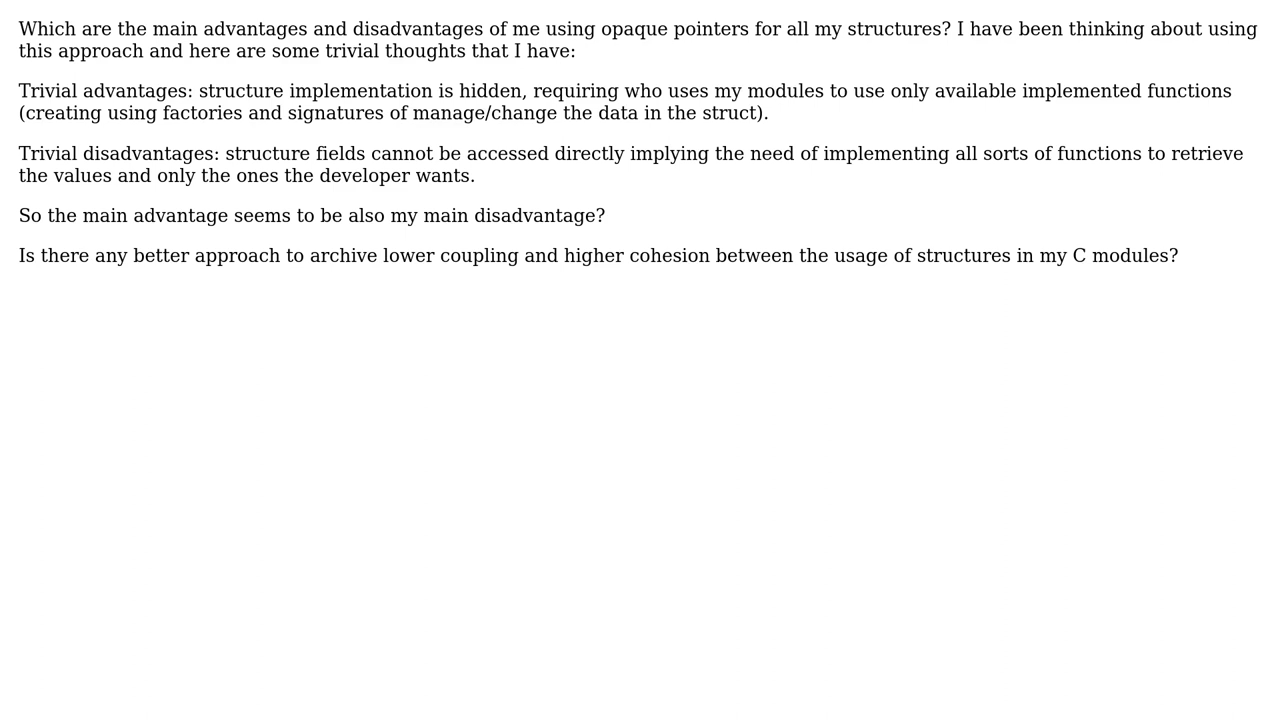 Which are the main advantages and disadvantages of me using opaque pointers for all my structures? I have been thinking about using
this approach and here are some trivial thoughts that I have:
Trivial advantages: structure implementation is hidden, requiring who uses my modules to use only available implemented functions
(creating using factories and signatures of manage/change the data in the struct).
Trivial disadvantages: structure fields cannot be accessed directly implying the need of implementing all sorts of functions to retrieve
the values and only the ones the developer wants.
So the main advantage seems to be also my main disadvantage?
Is there any better approach to archive lower coupling and higher cohesion between the usage of structures in my C modules?